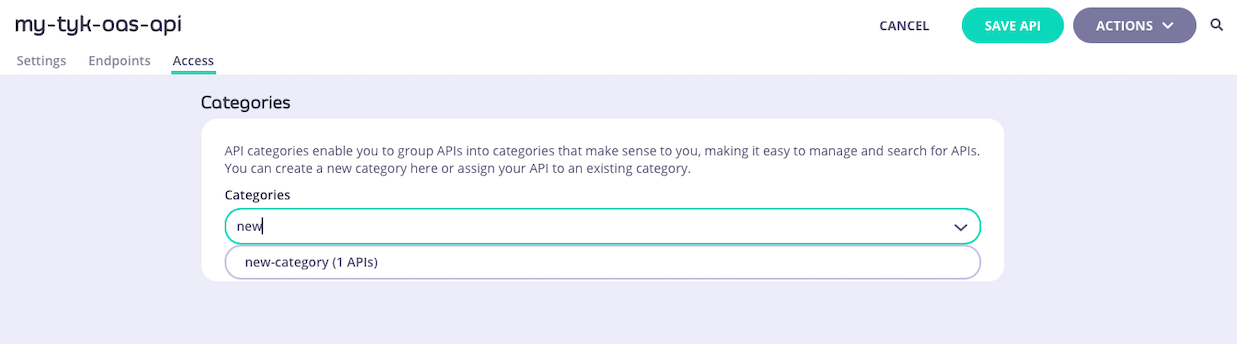 my-tyk-oas-api
CANCEL
SAVE API
ACTIONS
Settings
Endpoints
Access
Categories
API categories enable you to group APIs into categories that make sense to you, making it easy to manage and search for APIs.
You can create a new category here or assign your API to an existing category.
Categories
new
new-category (1 APIs)